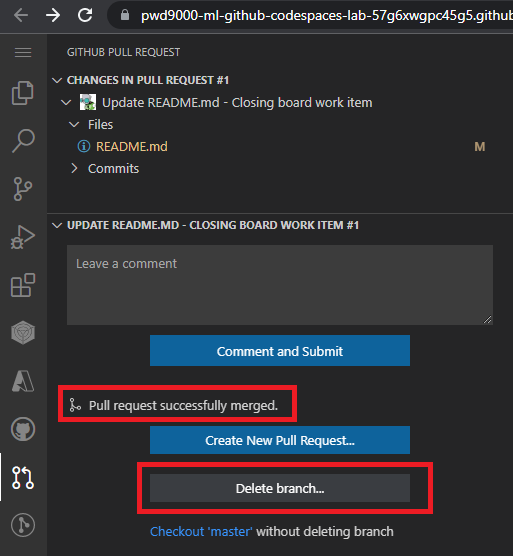 pwd9000-ml-github-codespaces-lab-57g6xwgpc45g5.github
GITHUB PULL REQUEST
CHANGES IN PULL REQUEST #1
Update README.md - Closing board work item
Files
README.md M
Commits
UPDATE README.MD - CLOSING BOARD WORK ITEM #1
Leave a comment
Comment and Submit
Pull request successfully merged.
Create New Pull Request...
Delete branch...
Checkout 'master' without deleting branch